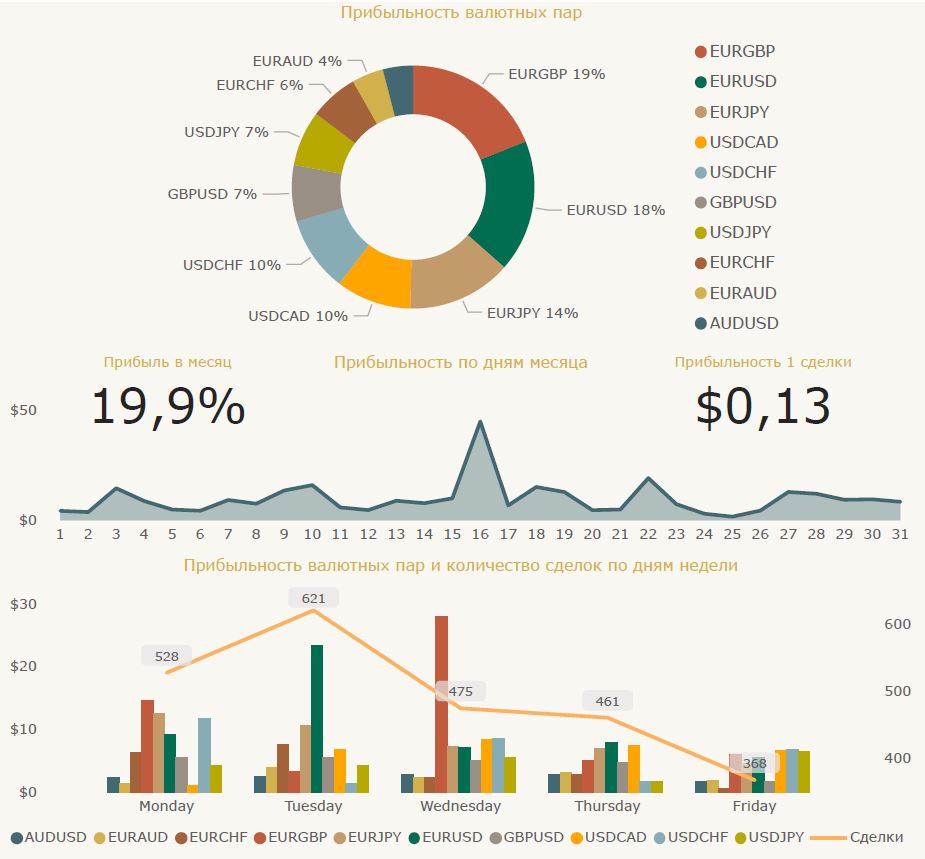 Прибыльность валютных пар
EURGBP 19%
EURUSD 18%
EURJPY 14%
USDCAD 10%
USDCHF 10%
GBPUSD 7%
USDJPY 7%
EURCHF 6%
EURAUD 4%
EURGBP
EURUSD
EURJPY
USDCAD
USDCHF
GBPUSD
USDJPY
EURCHF
EURAUD
AUDUSD
Прибыль в месяц
19,9%
Прибыльность по дням месяца
Прибыльность 1 сделки
$0,13
$50
$0
1 2 3 4 5 6 7 8 9 10 11 12 13 14 15 16 17 18 19 20 21 22 23 24 25 26 27 28 29 30 31
Прибыльность валютных пар и количество сделок по дням недели
$30
$20
$10
$0
600
500
400
528
621
475
461
368
Monday Tuesday Wednesday Thursday Friday
AUDUSD EURAUD EURCHF EURGBP EURJPY EURUSD GBPUSD USDCAD USDCHF USDJPY Сделки